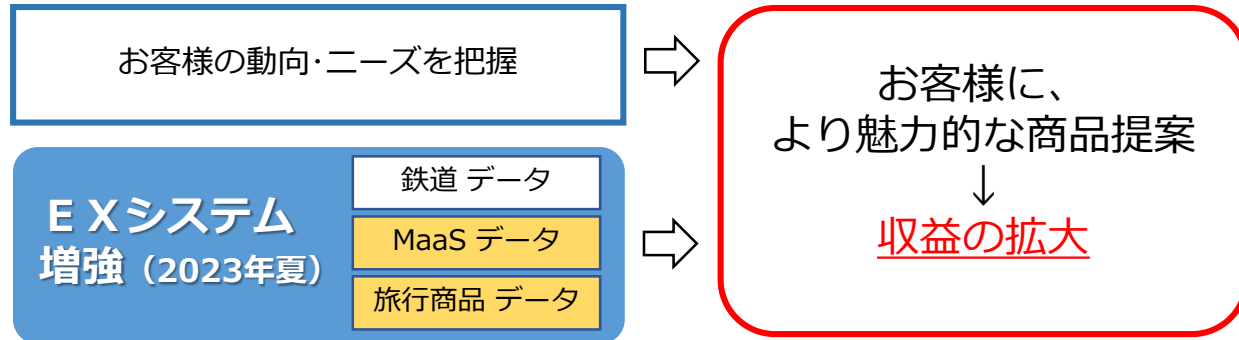 お客様の動向･ニーズを把握
ＥＸシステム
増強（2023年夏）
鉄道 データ
MaaS データ
旅行商品 データ
お客様に、
より魅力的な商品提案
↓
収益の拡大